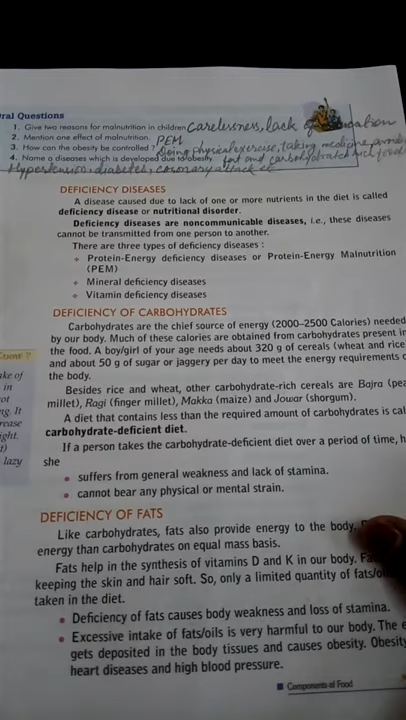 ral Questions
1. Give two reasons for malnutrition in children carelessness, lack of
2. Mention one effect of malnutrition. PEM
3. How can the obesity be controlled ? Doing physical exercise, taking medicine,
4. Name a diseases which is developed due to obesity. fat and carbohydrate rich food
Hypertension, diabetes, coronary attack etc
DEFICIENCY DISEASES
A disease caused due to lack of one or more nutrients in the diet is called
deficiency disease or nutritional disorder.
Deficiency diseases are noncommunicable diseases, i.e., these diseases
cannot be transmitted from one person to another.
There are three types of deficiency diseases :
Protein-Energy deficiency diseases or Protein-Energy Malnutrition
(PEM)
Mineral deficiency diseases
Vitamin deficiency diseases
DEFICIENCY OF CARBOHYDRATES
Carbohydrates are the chief source of energy (2000–2500 Calories) needed
by our body. Much of these calories are obtained from carbohydrates present in
the food. A boy/girl of your age needs about 320 g of cereals (wheat and rice
and about 50 g of sugar or jaggery per day to meet the energy requirements o
the body.
Besides rice and wheat, other carbohydrate-rich cereals are Bajra (pea
millet), Ragi (finger millet), Makka (maize) and Jowar (shorgum).
A diet that contains less than the required amount of carbohydrates is cal
carbohydrate-deficient diet.
If a person takes the carbohydrate-deficient diet over a period of time, h
she
• suffers from general weakness and lack of stamina.
• cannot bear any physical or mental strain.
ake of
in
ot
ng. It
rease
ight.
t)
lazy
DEFICIENCY OF FATS
Like carbohydrates, fats also provide energy to the body.
energy than carbohydrates on equal mass basis.
Fats help in the synthesis of vitamins D and K in our body. Fa
keeping the skin and hair soft. So, only a limited quantity of fats/o
taken in the diet.
• Deficiency of fats causes body weakness and loss of stamina.
• Excessive intake of fats/oils is very harmful to our body. The e
gets deposited in the body tissues and causes obesity. Obesity
heart diseases and high blood pressure.
Components of Food